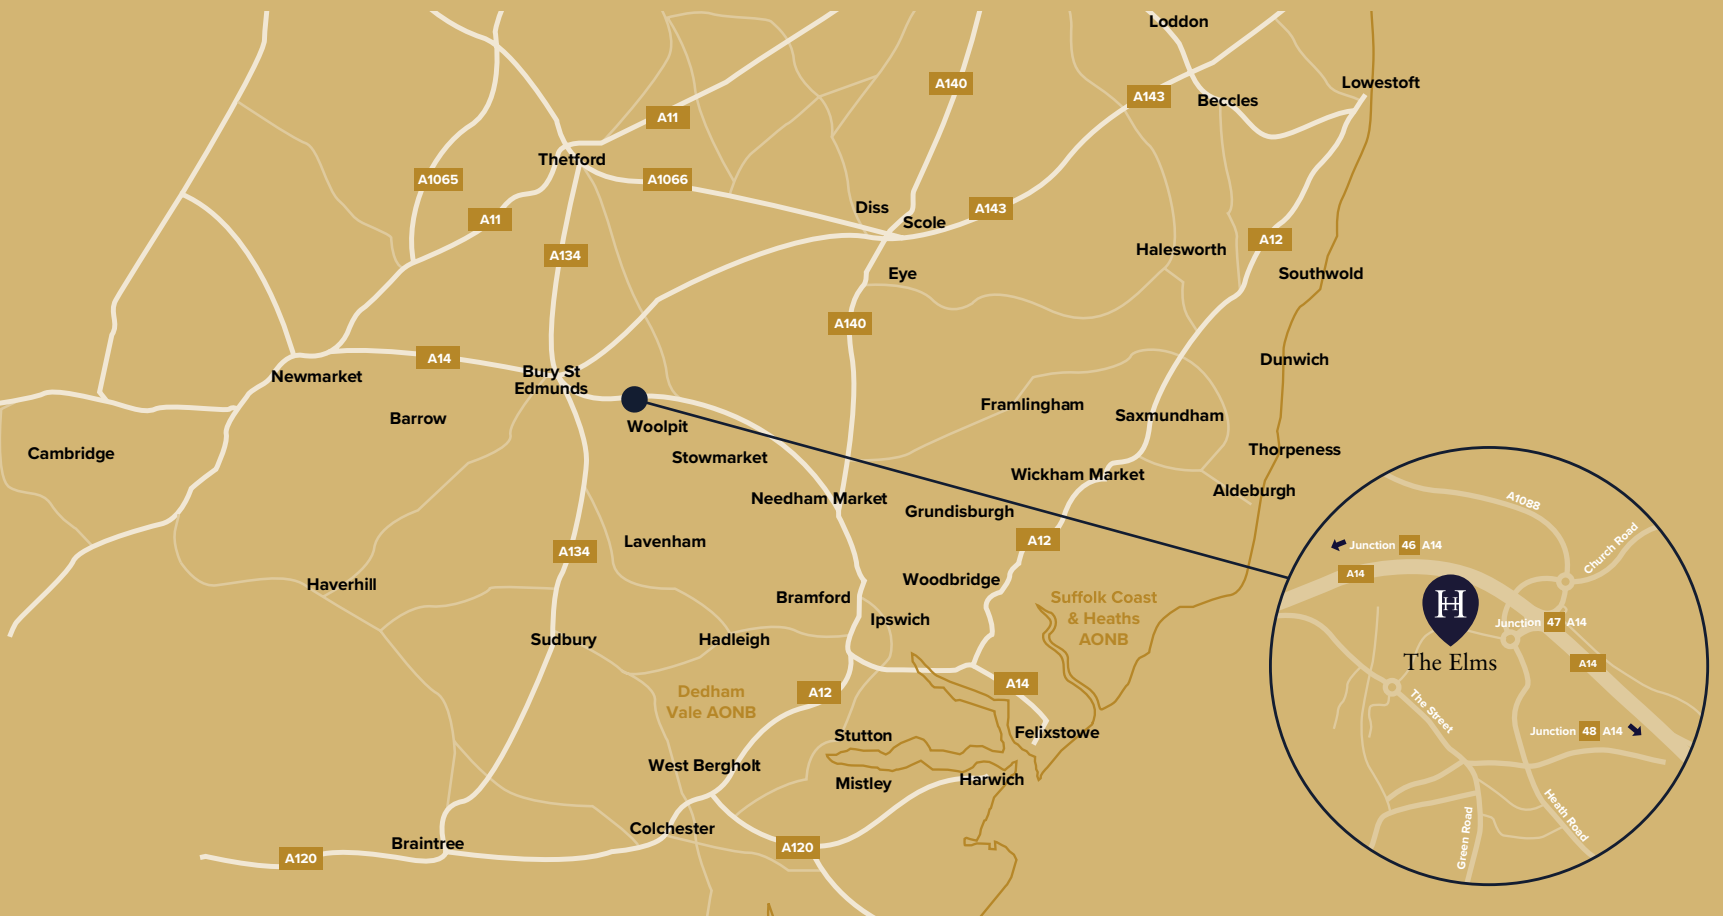 Loddon
Lowestoft
A140
A143
Beccles
A11
Thetford
A1065
A1066
Diss
A143
Scole
A11
A134
Halesworth
A12
Eye
Southwold
A140
A14
Dunwich
Newmarket
Bury St
Edmunds
Barrow
Framlingham
Saxmundham
Woolpit
Cambridge
Stowmarket
Thorpeness
Wickham Market
Needham Market
Aldeburgh
Grundisburgh
A134
Lavenham
A12
Haverhill
Woodbridge
Bramford
Suffolk Coast
& Heaths
AONB
Ipswich
Sudbury
Hadleigh
Dedham
Vale AONB
A12
A14
Stutton
Felixstowe
West Bergholt
Mistley
Harwich
Colchester
Braintree
A120
A120
A1088
Church Road
Junction 46 A14
A14
H
The Elms
Junction 47 A14
A14
The Street
Junction 48 A14
Heath Road
Green Road